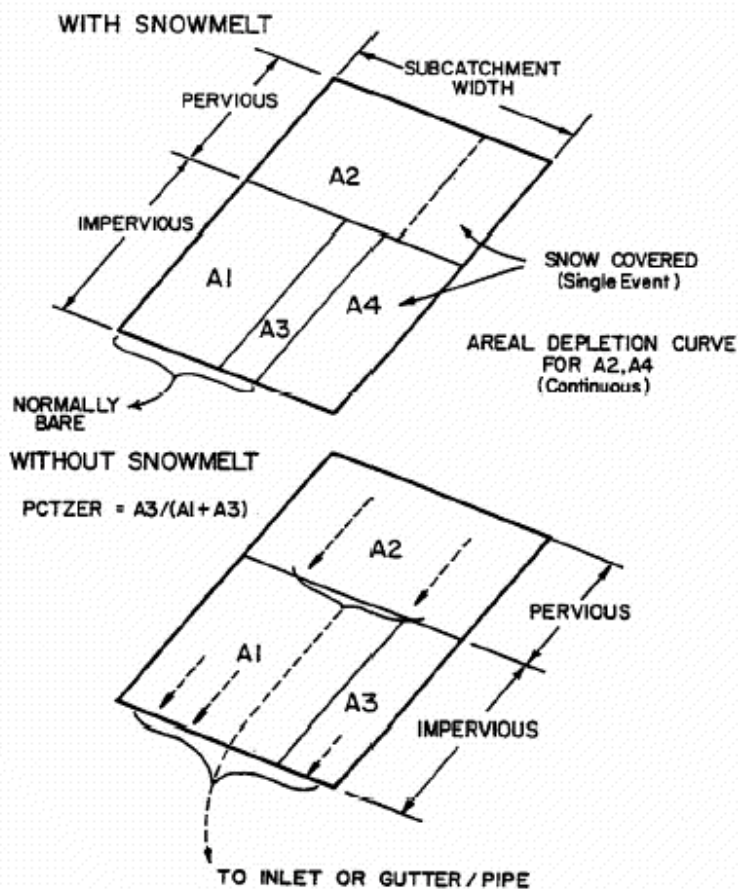 WITH SNOWMELT
SUBCATCHMENT
WIDTH
PERVIOUS
A2
IMPERVIOUS
A1
SNOW COVERED
(Single Event)
A3
A4
AREAL DEPLETION CURVE
FOR A2,A4
(Continuous)
NORMALLY
BARE
WITHOUT SNOWMELT
PCTZER = A3/(A1+A3)
A2
PERVIOUS
A1
A3
IMPERVIOUS
TO INLET OR GUTTER/PIPE